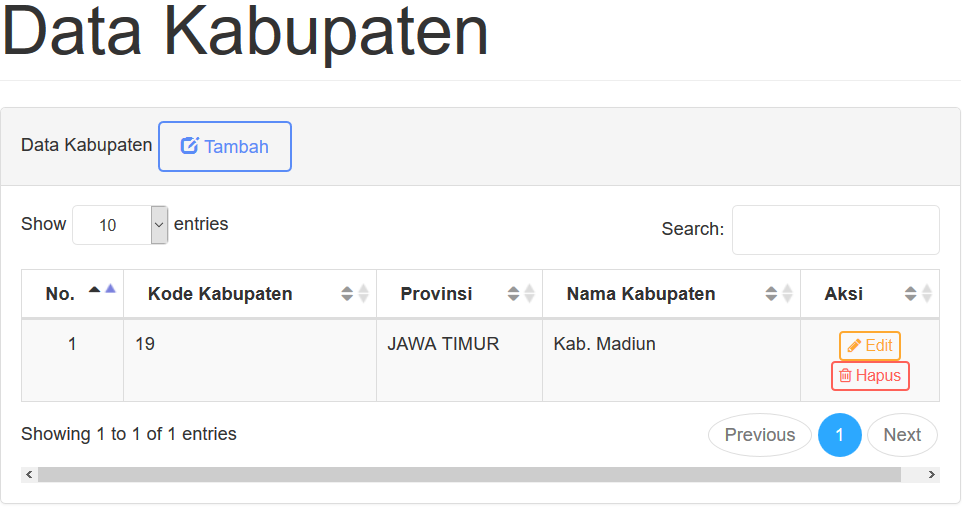 Data Kabupaten
Data Kabupaten Tambah
Show 10 entries
Search:
No. Kode Kabupaten Provinsi Nama Kabupaten Aksi
1 19 JAWA TIMUR Kab. Madiun Edit
Hapus
Showing 1 to 1 of 1 entries
Previous 1 Next